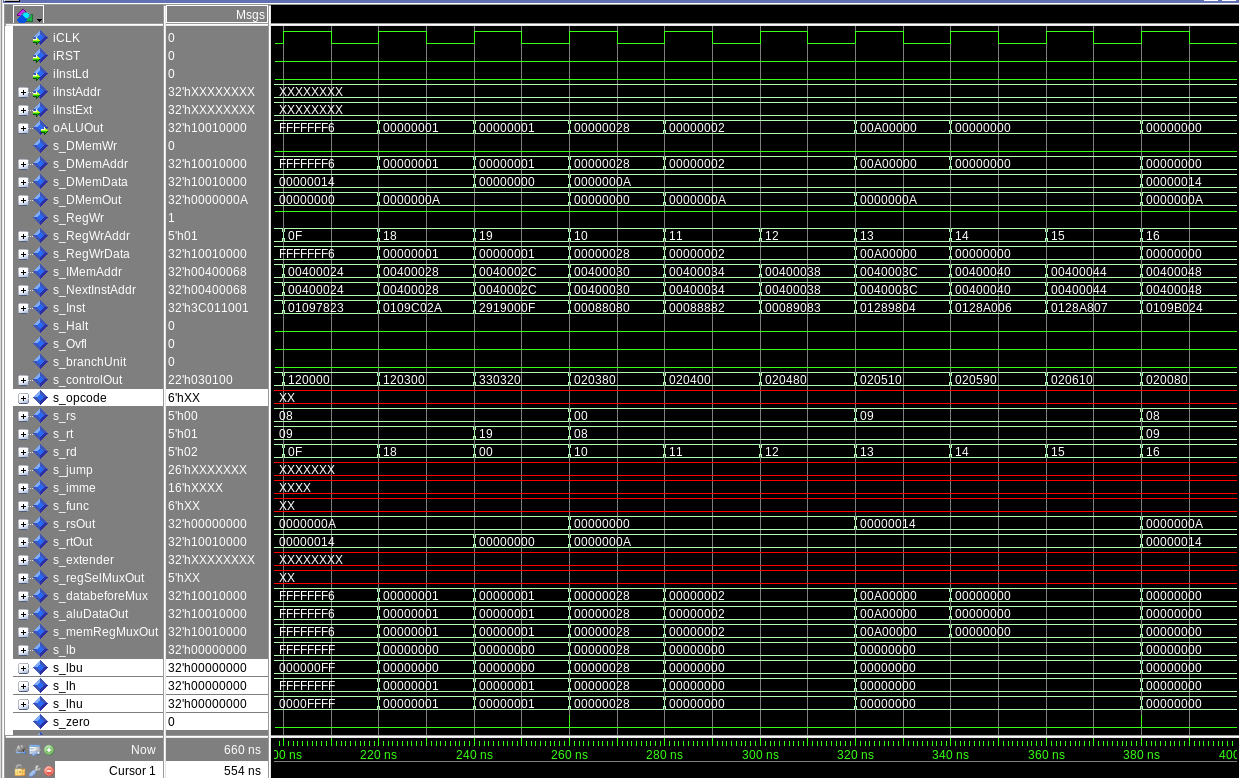 Msgs
iCLK 0
iRST 0
iInstLd 0
iInstAddr 32'hXXXXXXXX XXXXXXXX
iInstExt 32'hXXXXXXXX XXXXXXXX
oALUOut 32'h10010000 FFFFFFF6 00000001 00000001 00000028 00000002 00A00000 00000000 00000000
s_DMemWr 0
s_DMemAddr 32'h10010000 FFFFFFF6 00000001 00000001 00000028 00000002 00A00000 00000000 00000000
s_DMemData 32'h10010000 00000014 00000000 0000000A 00000014
s_DMemOut 32'h0000000A 00000000 0000000A 00000000 0000000A 0000000A 0000000A
s_RegWr 1
s_RegWrAddr 5'h01 0F 18 19 10 11 12 13 14 15 16
s_RegWrData 32'h10010000 FFFFFFF6 00000001 00000001 00000028 00000002 00A00000 00000000 00000000
s_IMemAddr 32'h00400068 00400024 00400028 0040002C 00400030 00400034 00400038 0040003C 00400040 00400044 00400048
s_NextInstAddr 32'h00400068 00400024 00400028 0040002C 00400030 00400034 00400038 0040003C 00400040 00400044 00400048
s_Inst 32'h3C011001 01097823 0109C02A 2919000F 00088080 00088882 00089083 01289804 0128A006 0128A807 0109B024
s_Halt 0
s_Ovfl 0
s_branchUnit 0
s_controlOut 22'h030100 120000 120300 330320 020380 020400 020480 020510 020590 020610 020080
s_opcode 6'hXX XX
s_rs 5'h00 08 00 09 08
s_rt 5'h01 09 19 08 09
s_rd 5'h02 0F 18 00 10 11 12 13 14 15 16
s_jump 26'hXXXXXXX XXXXXXX
s_imme 16'hXXXX XXXX
s_func 6'hXX XX
s_rsOut 32'h00000000 0000000A 00000000 00000014 0000000A
s_rtOut 32'h10010000 00000014 00000000 0000000A 00000014
s_extender 32'hXXXXXXXX XXXXXXXX
s_regSelMuxOut 5'hXX XX
s_databeforeMux 32'h10010000 FFFFFFF6 00000001 00000001 00000028 00000002 00A00000 00000000 00000000
s_aluDataOut 32'h10010000 FFFFFFF6 00000001 00000001 00000028 00000002 00A00000 00000000 00000000
s_memRegMuxOut 32'h10010000 FFFFFFF6 00000001 00000001 00000028 00000002 00A00000 00000000 00000000
s_lb 32'h00000000 FFFFFFFF 00000000 00000000 00000028 00000000 00000000 00000000
s_lbu 32'h00000000 000000FF 00000000 00000000 00000028 00000000 00000000 00000000
s_lh 32'h00000000 FFFFFFFF 00000001 00000001 00000028 00000000 00000000 00000000
s_lhu 32'h00000000 0000FFFF 00000001 00000001 00000028 00000000 00000000 00000000
s_zero 0
Now 660 ns 00 ns 220 ns 240 ns 260 ns 280 ns 300 ns 320 ns 340 ns 360 ns 380 ns 400
Cursor 1 554 ns